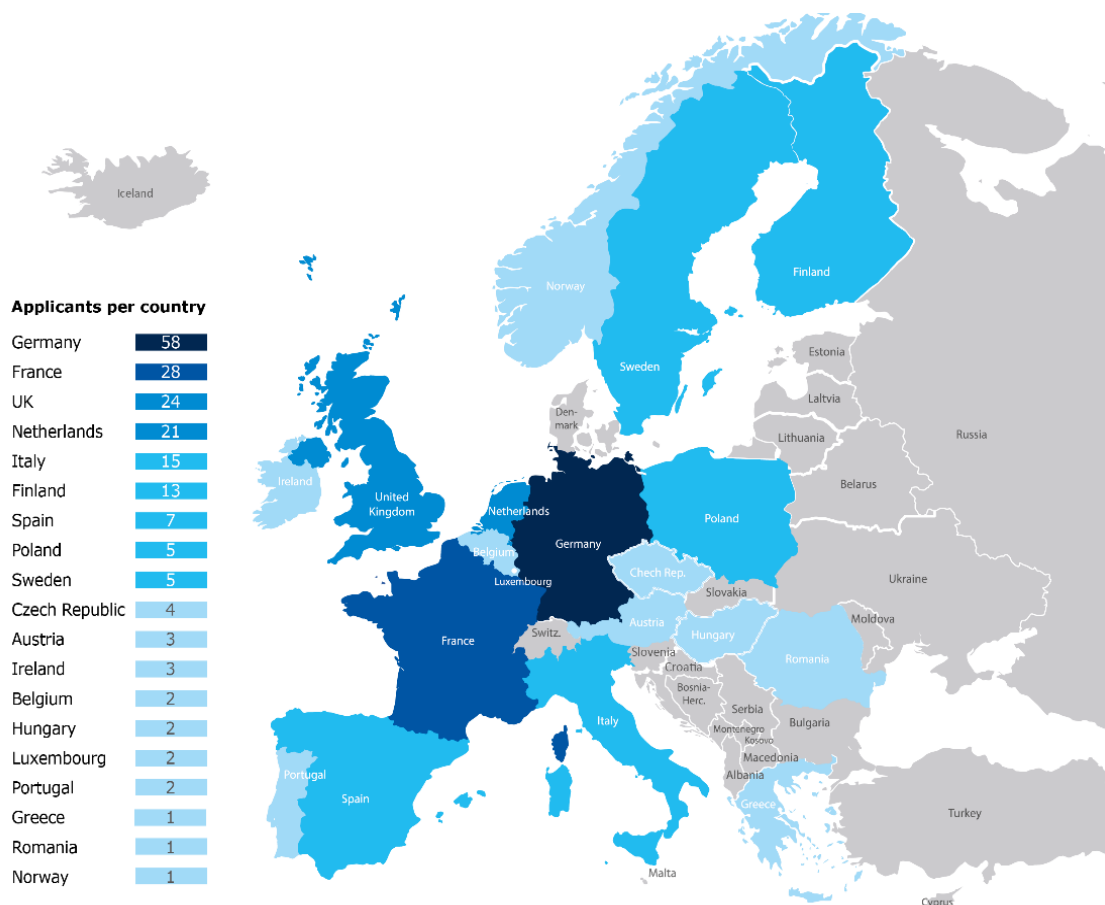 Applicants per country
Germany 58
France 28
UK 24
Netherlands 21
Italy 15
Finland 13
Spain 7
Poland 5
Sweden 5
Czech Republic 4
Austria 3
Ireland 3
Belgium 2
Hungary 2
Luxembourg 2
Portugal 2
Greece 1
Romania 1
Norway 1
Iceland
Norway
Finland
Sweden
Estonia
Laltvia
Lithuania
Russia
Belarus
Den-
mark
Ireland
United
Kingdom
Netherlands
Belgium
Luxembourg
Germany
Poland
Chech Rep.
Slovakia
Ukraine
Moldova
France
Switz.
Austria
Hungary
Romania
Slovenia
Croatia
Bosnia-
Herc.
Serbia
Montenegro
Kosovo
Bulgaria
Macedonia
Albania
Italy
Portugal
Spain
Greece
Turkey
Malta
Cyprus